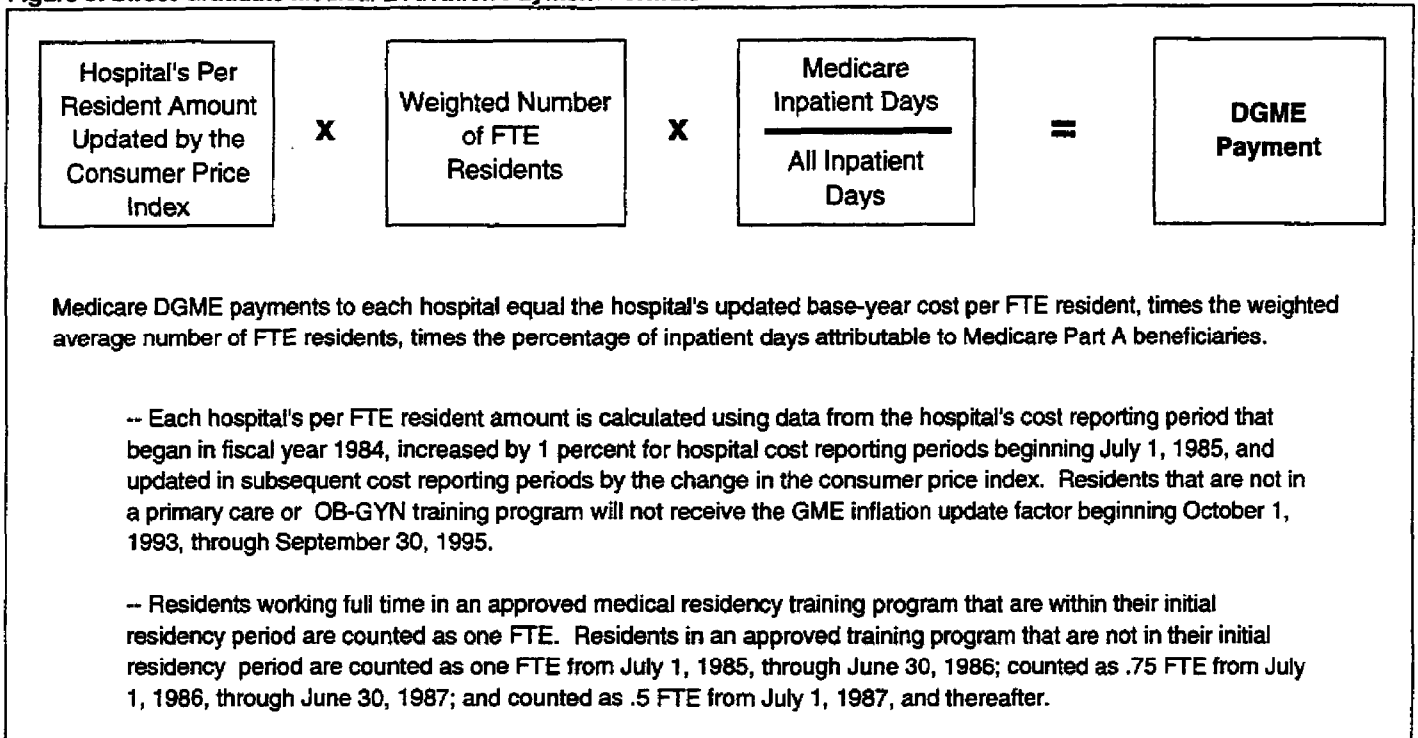 Hospital's Per
Resident Amount
Updated by the
Consumer Price
Index
x
Weighted Number
of FTE
Residents
x
Medicare
Inpatient Days
All Inpatient
Days
=
DGME
Payment
Medicare DGME payments to each hospital equal the hospital's updated base-year cost per FTE resident, times the weighted
average number of FTE residents, times the percentage of inpatient days attributable to Medicare Part A beneficiaries.
-- Each hospital's per FTE resident amount is calculated using data from the hospital's cost reporting period that
began in fiscal year 1984, increased by 1 percent for hospital cost reporting periods beginning July 1, 1985, and
updated in subsequent cost reporting periods by the change in the consumer price index. Residents that are not in
a primary care or OB-GYN training program will not receive the GME inflation update factor beginning October 1,
1993, through September 30, 1995.
-- Residents working full time in an approved medical residency training program that are within their initial
residency period are counted as one FTE. Residents in an approved training program that are not in their initial
residency period are counted as one FTE from July 1, 1985, through June 30, 1986; counted as .75 FTE from July
1, 1986, through June 30, 1987; and counted as .5 FTE from July 1, 1987, and thereafter.